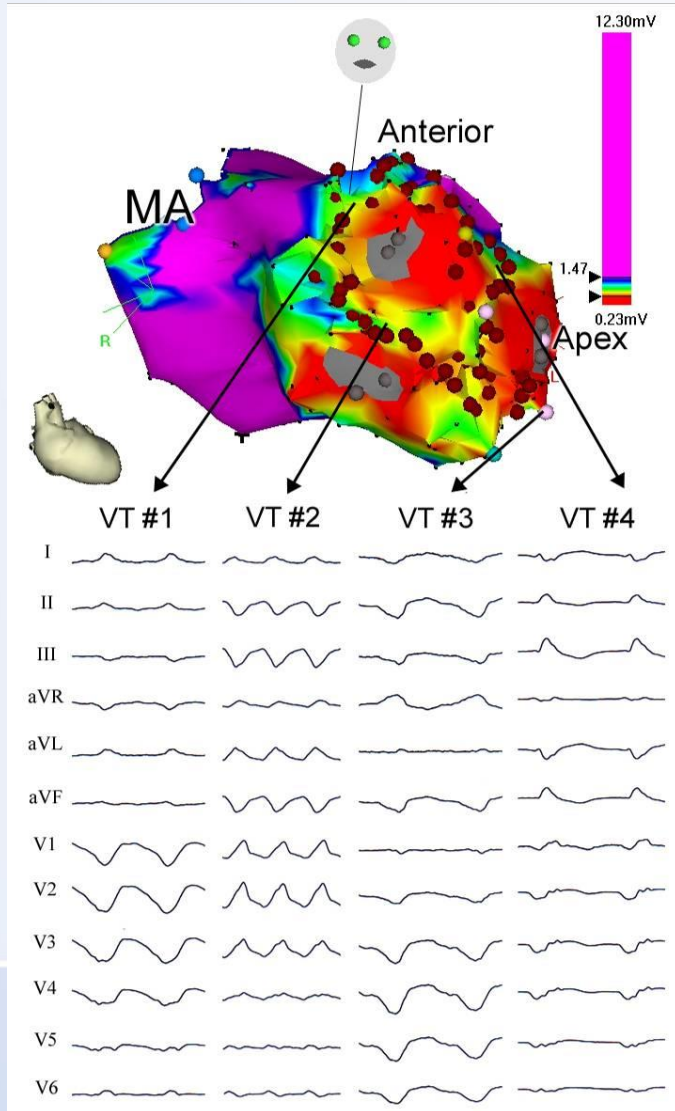 12.30mV
Anterior
MA
1.47
0.23mV
R
Apex
L
VT #1 VT #2 VT #3 VT #4
I
II
III
aVR
aVL
aVF
V1
V2
V3
V4
V5
V6